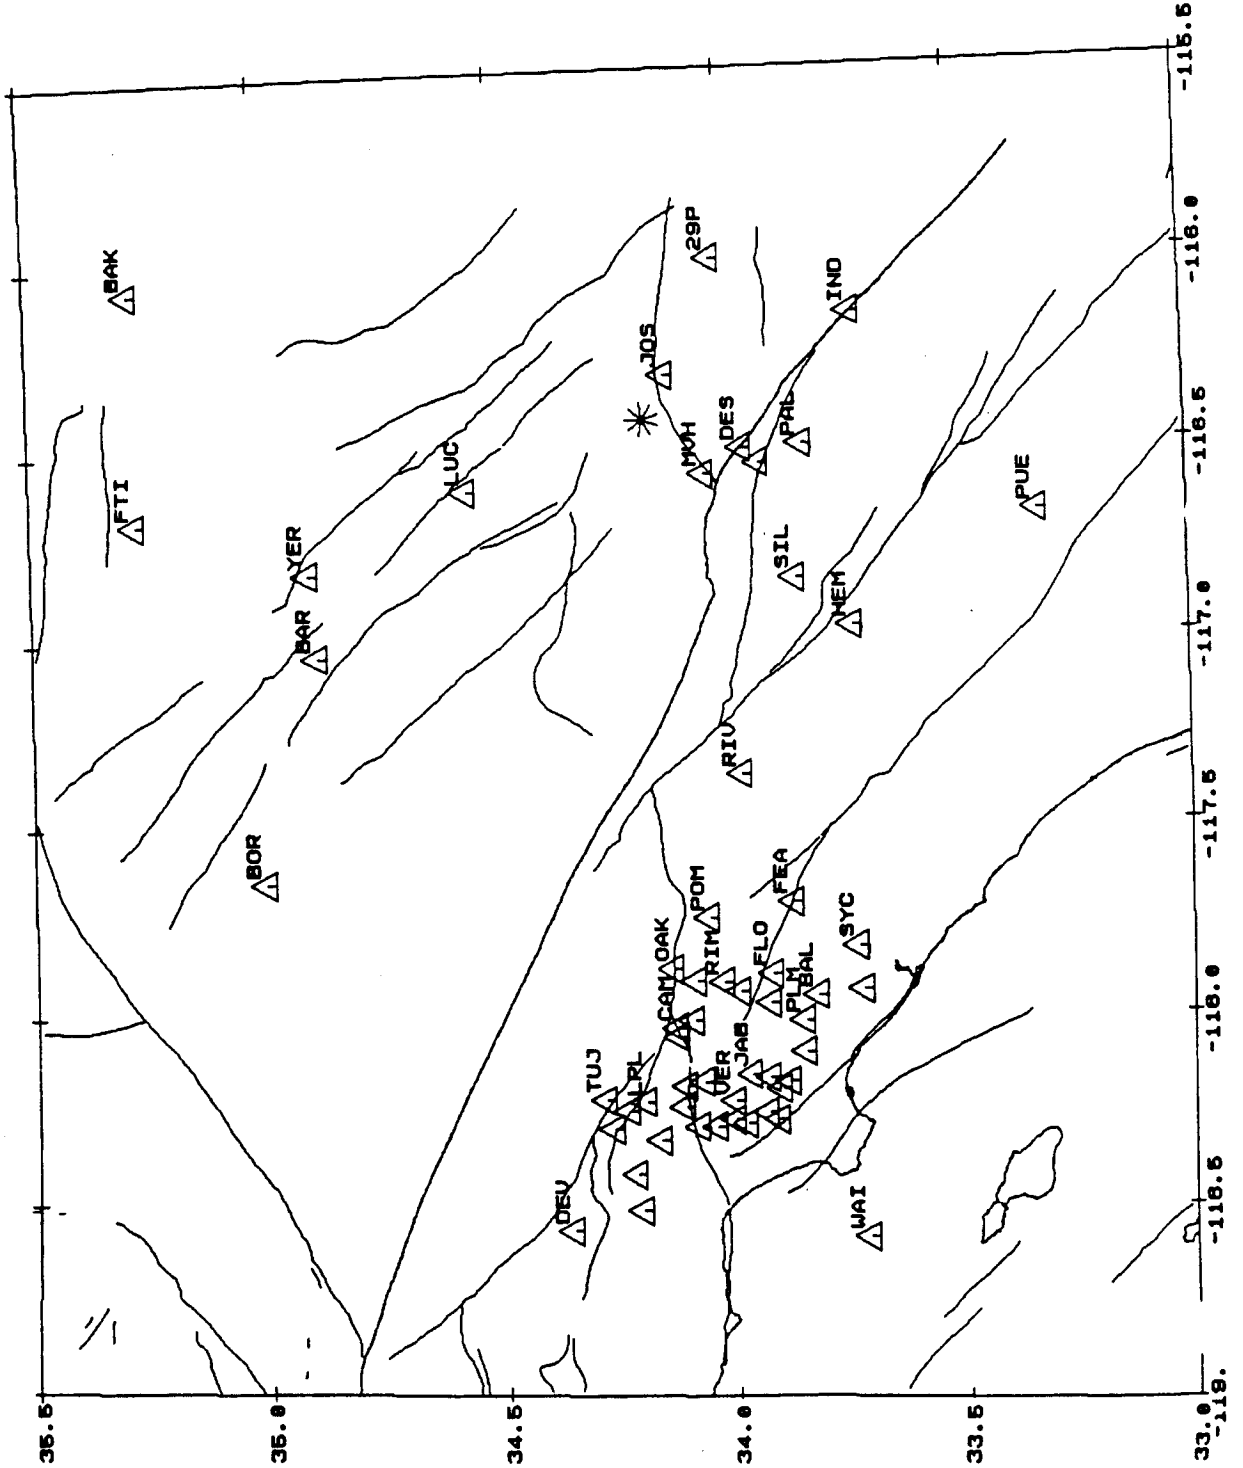 35.5
35.0
34.5
34.0
33.5
33.0
-119.
-118.5
-118.0
-117.5
-117.0
-116.5
-116.0
-115.5
BAK
FTI
YER
BAR
BOR
LUC
29P
JOS
IND
DES
PAL
MVH
SIL
HEM
PUE
RIV
FEA
POM
OAK
RIM
FLO
SYC
BAL
PLM
CAM
JAB
VER
TUJ
LPL
DEV
WAI